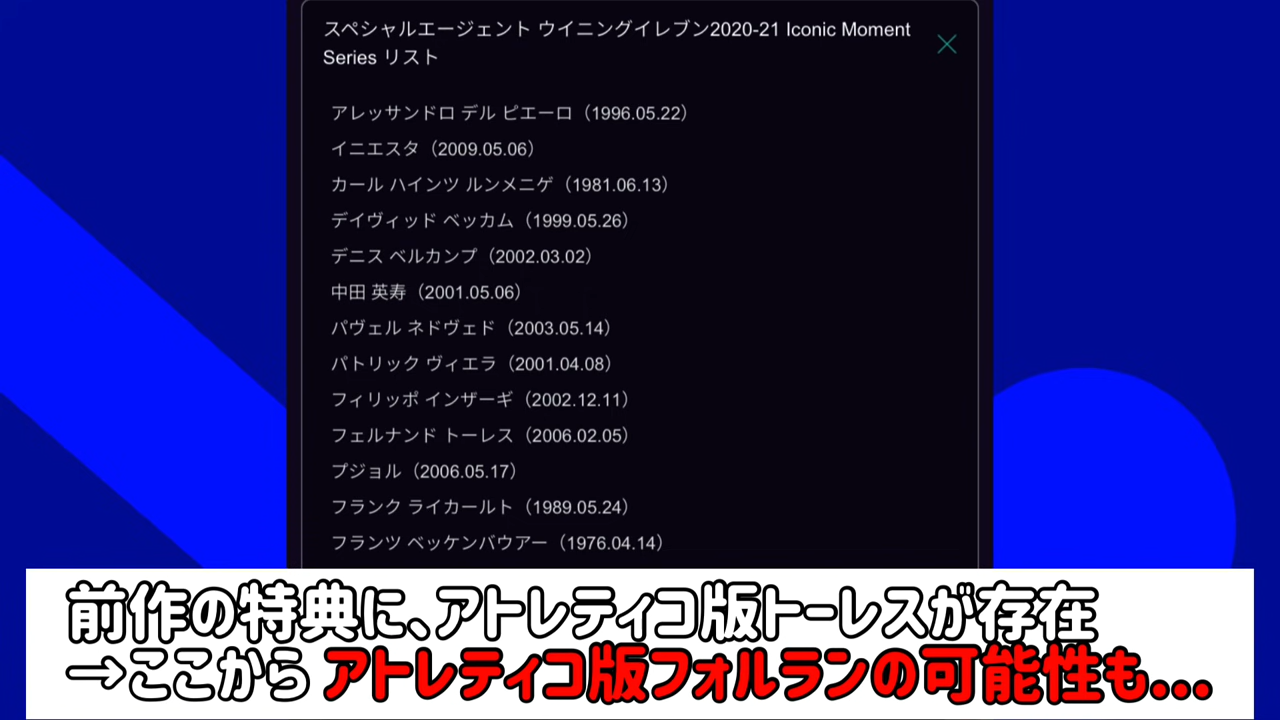 スペシャルエージェント ウイニングイレブン2020-21 Iconic Moment
Series リスト
アレッサンドロ デル ピエーロ（1996.05.22）
イニエスタ（2009.05.06）
カール ハインツ ルンメニゲ（1981.06.13）
デイヴィッド ベッカム（1999.05.26）
デニス ベルカンプ（2002.03.02）
中田 英寿（2001.05.06）
パヴェル ネドヴェド（2003.05.14）
パトリック ヴィエラ（2001.04.08）
フィリッポ インザーギ（2002.12.11）
フェルナンド トーレス（2006.02.05）
プジョル（2006.05.17）
フランク ライカールト（1989.05.24）
フランツ ベッケンバウアー（1976.04.14）
前作の特典に、アトレティコ版トーレスが存在
→ここから アトレティコ版フォルランの可能性も...